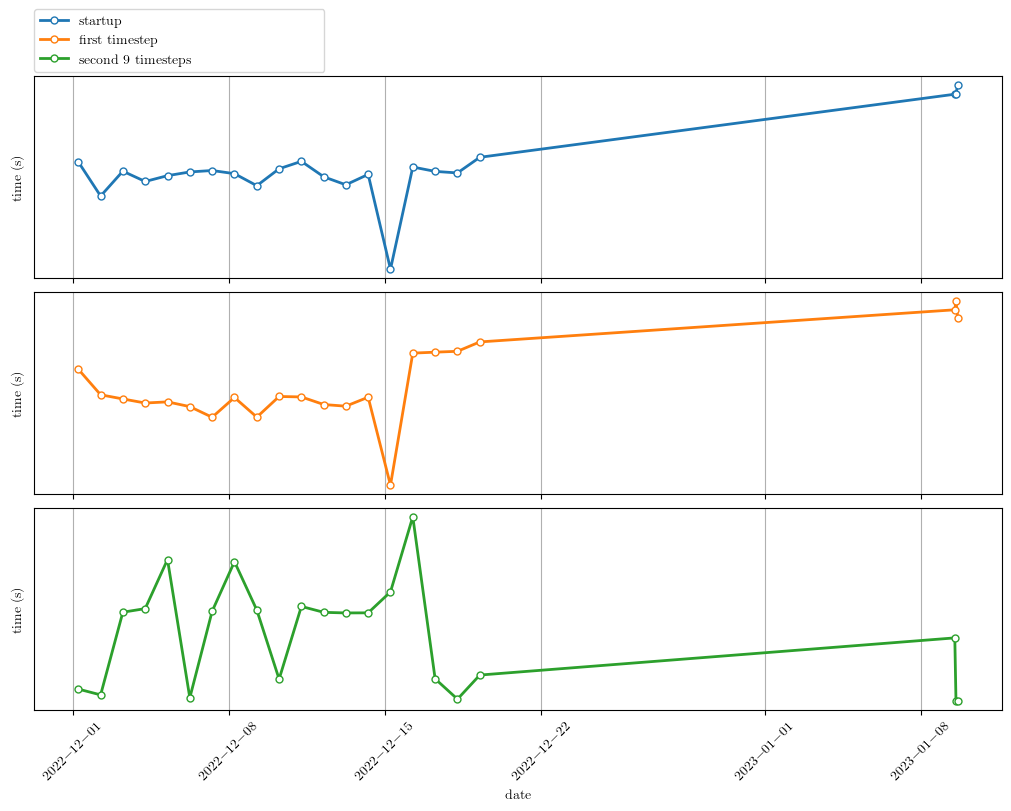 startup
first timestep
second 9 timesteps
time (s)
time (s)
time (s)
2022−12−01
2022−12−08
2022−12−15
2022−12−22
2023−01−01
2023−01−08
date